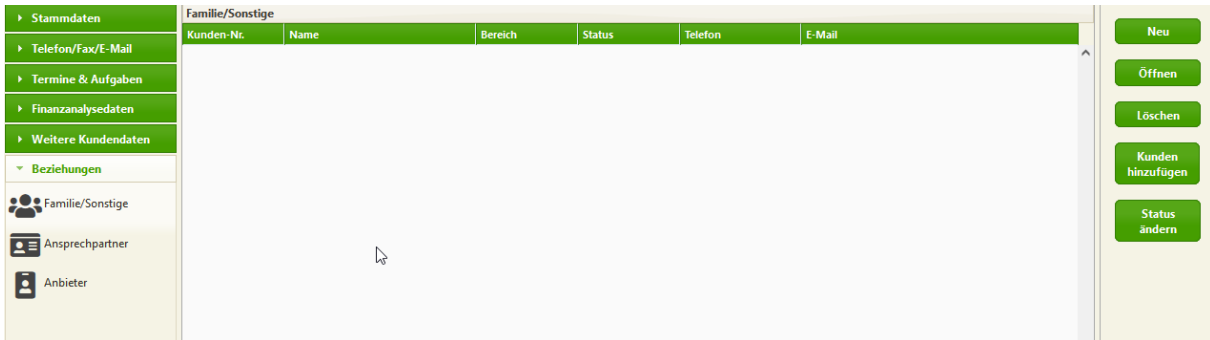 Stammdaten
Telefon/Fax/E-Mail
Termine & Aufgaben
Finanzanalysedaten
Weitere Kundendaten
Beziehungen
Familie/Sonstige
Ansprechpartner
Anbieter
Familie/Sonstige
Kunden-Nr. Name Bereich Status Telefon E-Mail
Neu
Öffnen
Löschen
Kunden
hinzufügen
Status
ändern